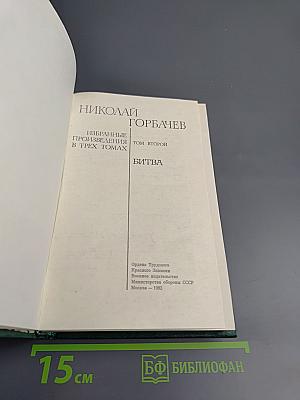 НИКОЛАЙ
ГОРБАЧЕВ
ИЗБРАННЫЕ
ПРОИЗВЕДЕНИЯ
В ТРЕХ ТОМАХ
ТОМ ВТОРОЙ
БИТВА
Ордена Трудового
Красного Знамени
Военное издательство
Министерства обороны СССР
Москва — 1982
15 см
БФ БИБЛИОФАН